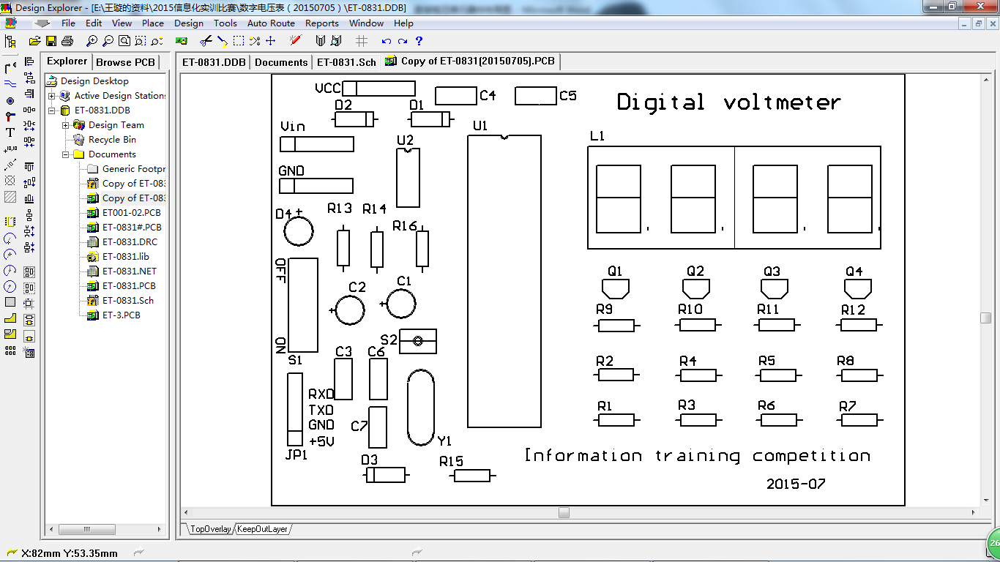 Design Explorer - [E:\王璇的资料\2015信息化实训比赛\数字电压表（20150705）\ET-0831.DDB]
File Edit View Place Design Tools Auto Route Reports Window Help
Explorer Browse PCB
ET-0831.DDB Documents ET-0831.Sch Copy of ET-0831(20150705).PCB
Design Desktop
Active Design Stations
ET-0831.DDB
Design Team
Recycle Bin
Documents
Generic Footpr
Copy of ET-083
Copy of ET-083
ET001-02.PCB
ET-0831#.PCB
ET-0831.DRC
ET-0831.lib
ET-0831.NET
ET-0831.PCB
ET-0831.Sch
ET-3.PCB
T
+10,10
VCC C4 C5 Digital voltmeter
D2 D1
Vin U1
U2 L1
GND
D4 + R13 R14
R16
OFF
Q1 Q2 Q3 Q4
C2 C1
R9 R10 R11 R12
ON S2
S1 C3 C6
R2 R4 R5 R8
RXD
TXD
R1 R3 R6 R7
GND C7
+5V Y1
JP1 D3 R15
Information training competition
2015-07
TopOverlay KeepOutLayer
X:82mm Y:53.35mm
26